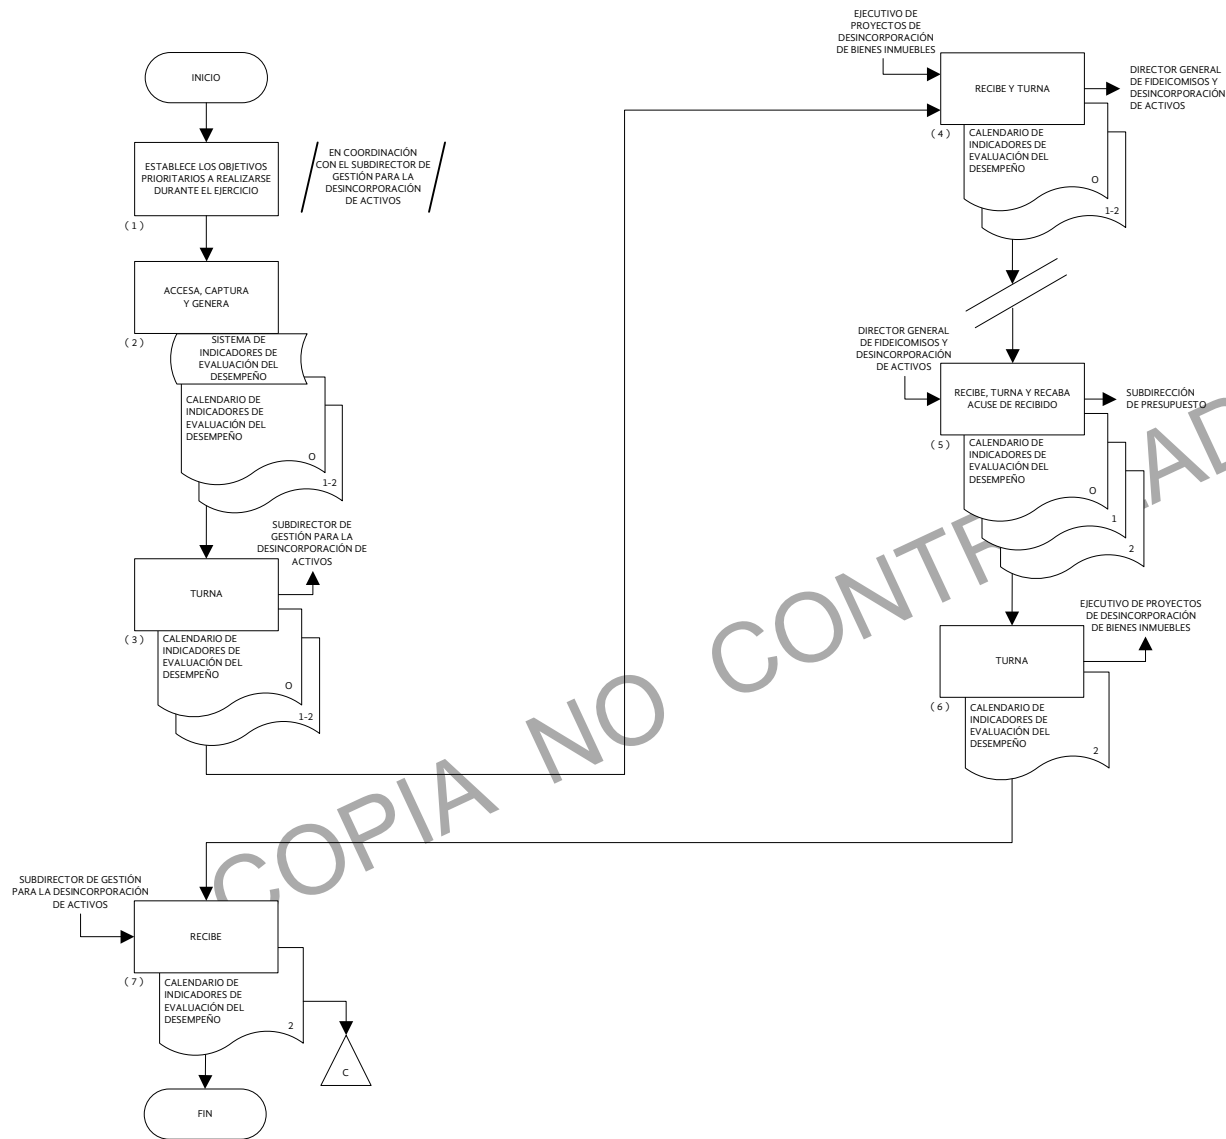 INICIO
ESTABLECE LOS OBJETIVOS
PRIORITARIOS A REALIZARSE
DURANTE EL EJERCICIO
( 1 )
EN COORDINACIÓN
CON EL SUBDIRECTOR DE
GESTIÓN PARA LA
DESINCORPORACIÓN
DE ACTIVOS
ACCESA, CAPTURA
Y GENERA
( 2 )
SISTEMA DE
INDICADORES DE
EVALUACIÓN DEL
DESEMPEÑO
CALENDARIO DE
INDICADORES DE
EVALUACIÓN DEL
DESEMPEÑO
O
1-2
SUBDIRECTOR DE
GESTIÓN PARA LA
DESINCORPORACIÓN DE
ACTIVOS
TURNA
( 3 )
CALENDARIO DE
INDICADORES DE
EVALUACIÓN DEL
DESEMPEÑO
O
1-2
EJECUTIVO DE
PROYECTOS DE
DESINCORPORACIÓN
DE BIENES INMUEBLES
RECIBE Y TURNA
DIRECTOR GENERAL
DE FIDEICOMISOS Y
DESINCORPORACIÓN
DE ACTIVOS
( 4 )
CALENDARIO DE
INDICADORES DE
EVALUACIÓN DEL
DESEMPEÑO
O
1-2
DIRECTOR GENERAL
DE FIDEICOMISOS Y
DESINCORPORACIÓN
DE ACTIVOS
RECIBE, TURNA Y RECABA
ACUSE DE RECIBIDO
SUBDIRECCIÓN
DE PRESUPUESTO
( 5 )
CALENDARIO DE
INDICADORES DE
EVALUACIÓN DEL
DESEMPEÑO
O
1
2
EJECUTIVO DE PROYECTOS
DE DESINCORPORACIÓN
DE BIENES INMUEBLES
TURNA
( 6 )
CALENDARIO DE
INDICADORES DE
EVALUACIÓN DEL
DESEMPEÑO
2
SUBDIRECTOR DE GESTIÓN
PARA LA DESINCORPORACIÓN
DE ACTIVOS
RECIBE
( 7 )
CALENDARIO DE
INDICADORES DE
EVALUACIÓN DEL
DESEMPEÑO
2
C
FIN
COPIA NO